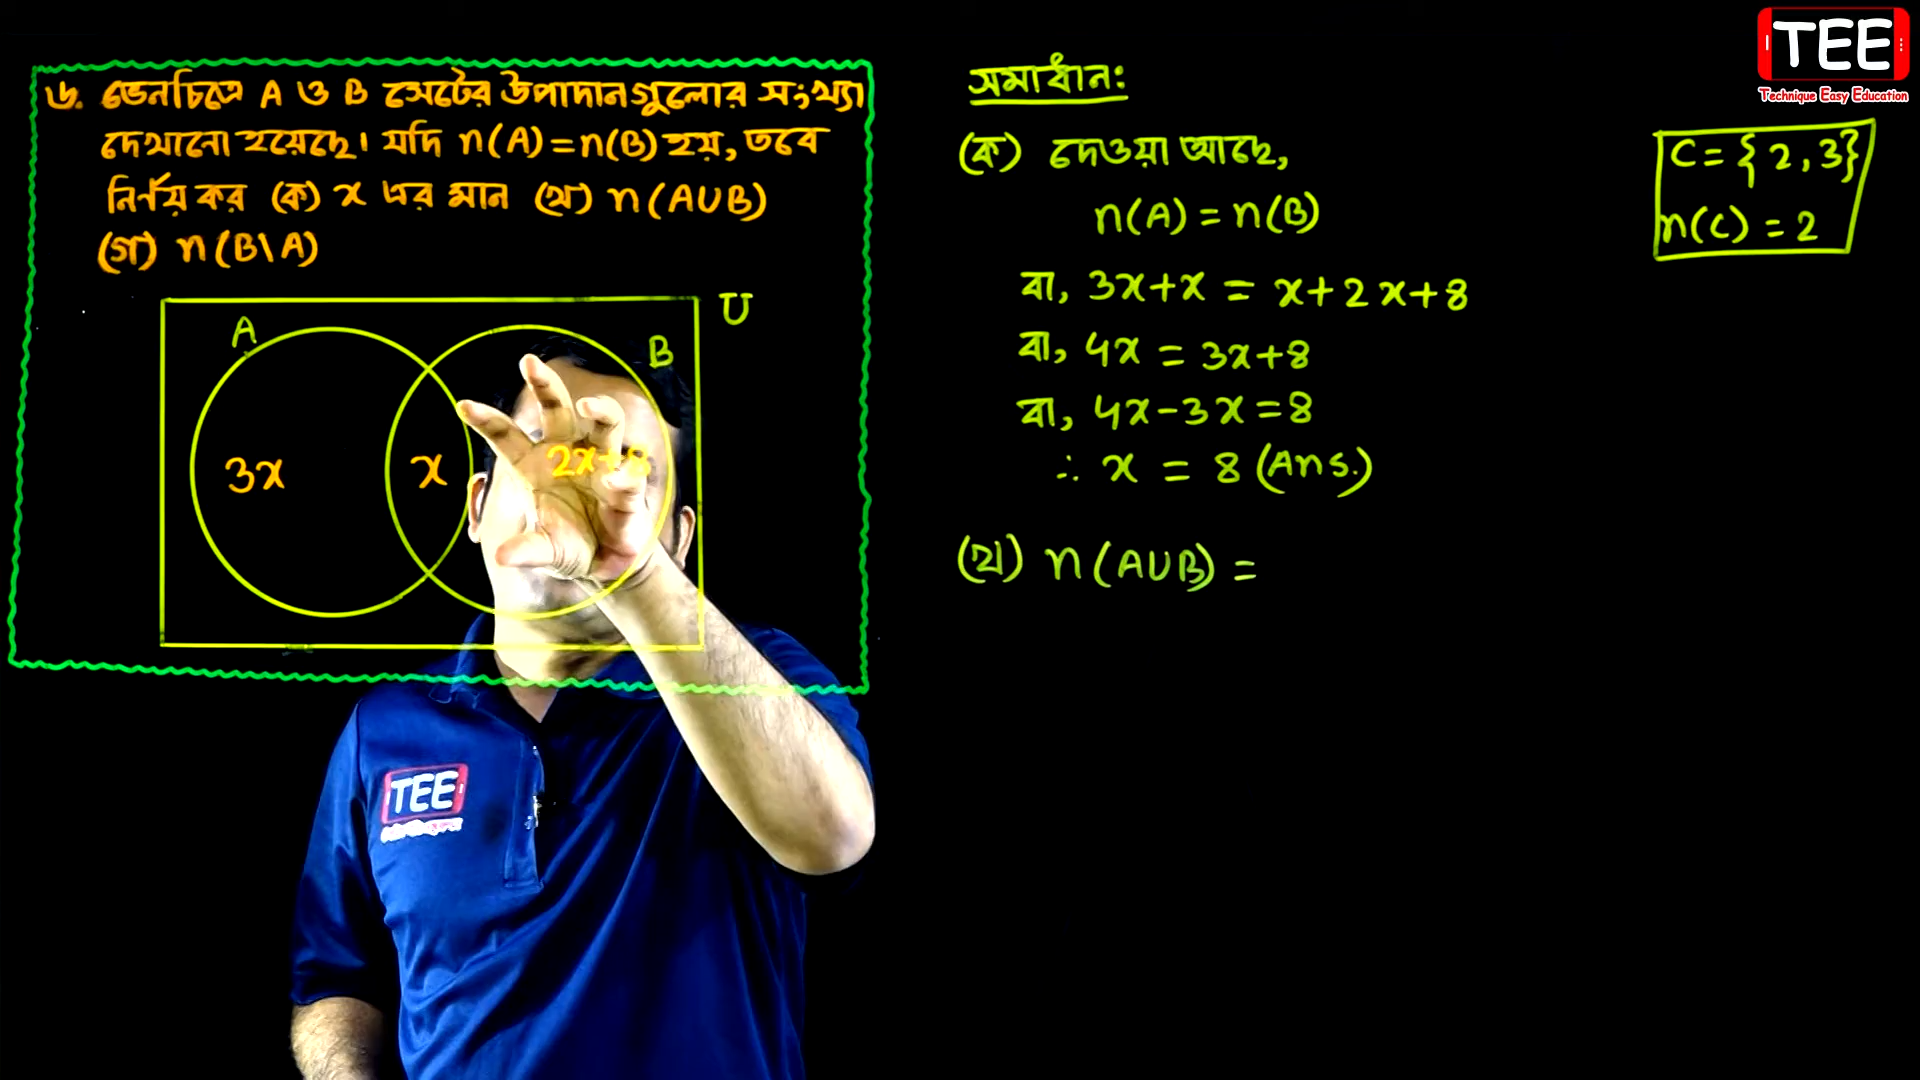 ৬. ভেনচিত্রে A ও B সেটের উপাদানগুলোর সংখ্যা
দেখানো হয়েছে। যদি n(A)=n(B) হয়, তবে
নির্ণয় কর (ক) x এর মান (খ) n(A∪B)
(গ) n(B\A)
A
B
U
3x
x
2x+8
TEE
সমাধান:
(ক) দেওয়া আছে,
n(A) = n(B)
বা, 3x+x = x+2x+8
বা, 4x = 3x+8
বা, 4x-3x=8
∴ x = 8 (Ans.)
(খ) n(A∪B) =
C = {2,3}
n(C) = 2
TEE
Technique Easy Education